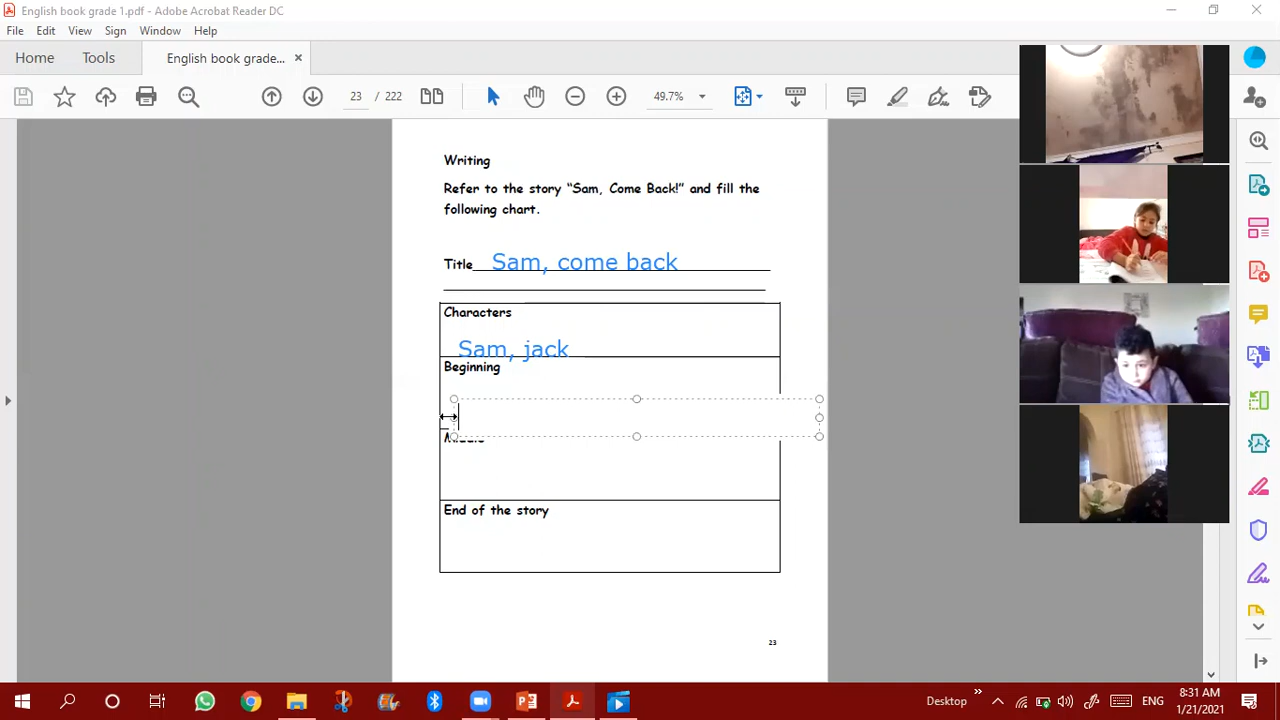 English book grade 1.pdf - Adobe Acrobat Reader DC
File Edit View Sign Window Help
Home Tools English book grade... ×
23 / 222 49.7%
Writing
Refer to the story “Sam, Come Back!” and fill the
following chart.
Title Sam, come back
Characters
Sam, jack
Beginning
Middle
End of the story
23
Desktop » ENG 8:31 AM
1/21/2021